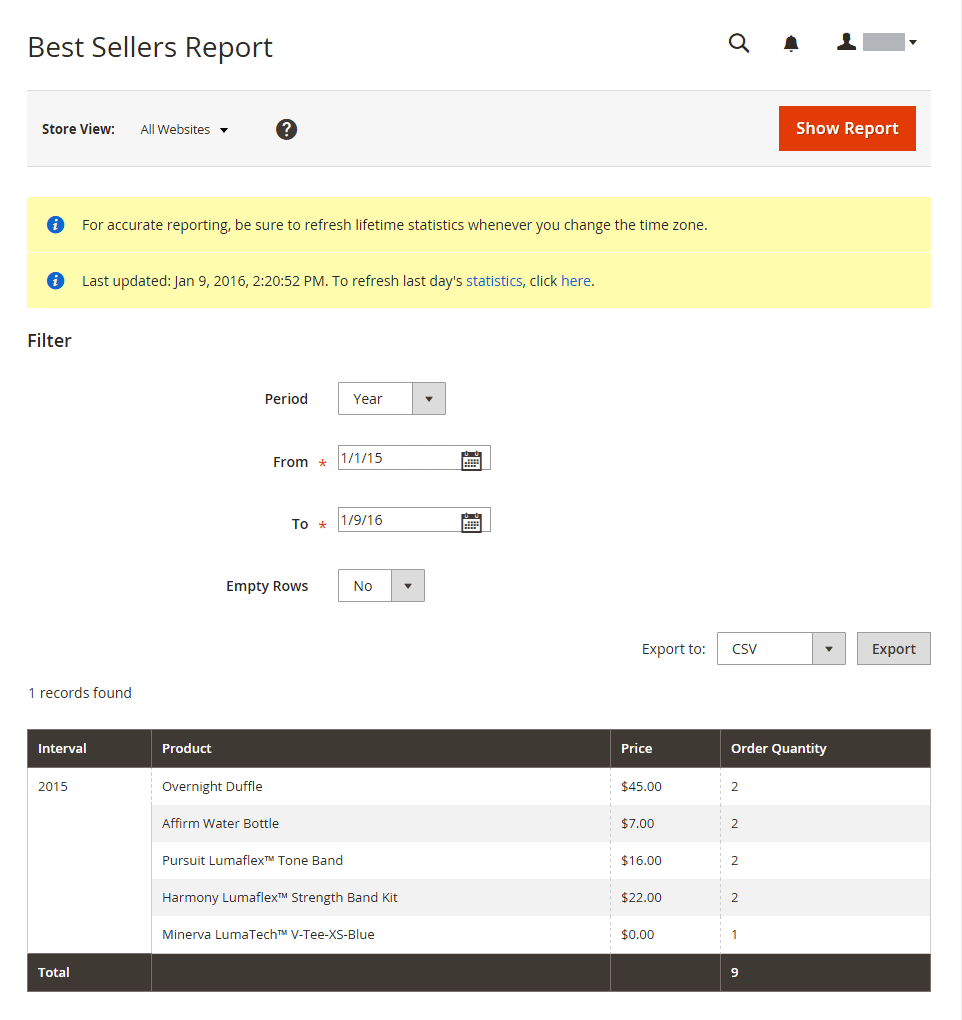 Best Sellers Report
Store View: All Websites ? Show Report
For accurate reporting, be sure to refresh lifetime statistics whenever you change the time zone.
Last updated: Jan 9, 2016, 2:20:52 PM. To refresh last day's statistics, click here.
Filter
Period Year
From * 1/1/15
To * 1/9/16
Empty Rows No
Export to: CSV Export
1 records found
Interval Product Price Order Quantity
2015 Overnight Duffle $45.00 2
Affirm Water Bottle $7.00 2
Pursuit Lumaflex™ Tone Band $16.00 2
Harmony Lumaflex™ Strength Band Kit $22.00 2
Minerva LumaTech™ V-Tee-XS-Blue $0.00 1
Total 9